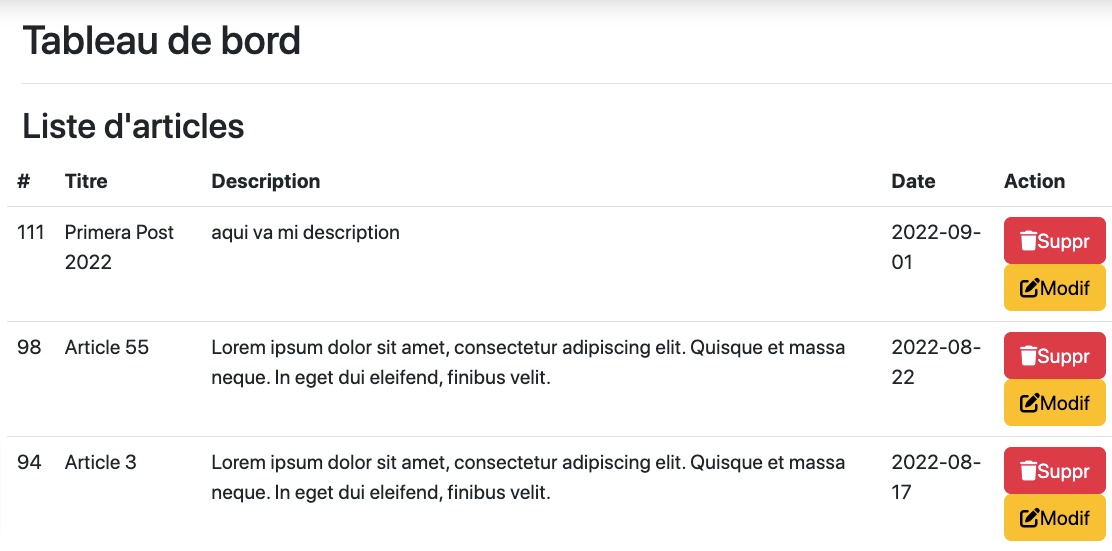 Tableau de bord
Liste d'articles
# Titre Description Date Action
111 Primera Post aqui va mi description 2022-09- Suppr
2022 01
Modif
98 Article 55 Lorem ipsum dolor sit amet, consectetur adipiscing elit. Quisque et massa 2022-08- Suppr
neque. In eget dui eleifend, finibus velit. 22
Modif
94 Article 3 Lorem ipsum dolor sit amet, consectetur adipiscing elit. Quisque et massa 2022-08- Suppr
neque. In eget dui eleifend, finibus velit. 17
Modif